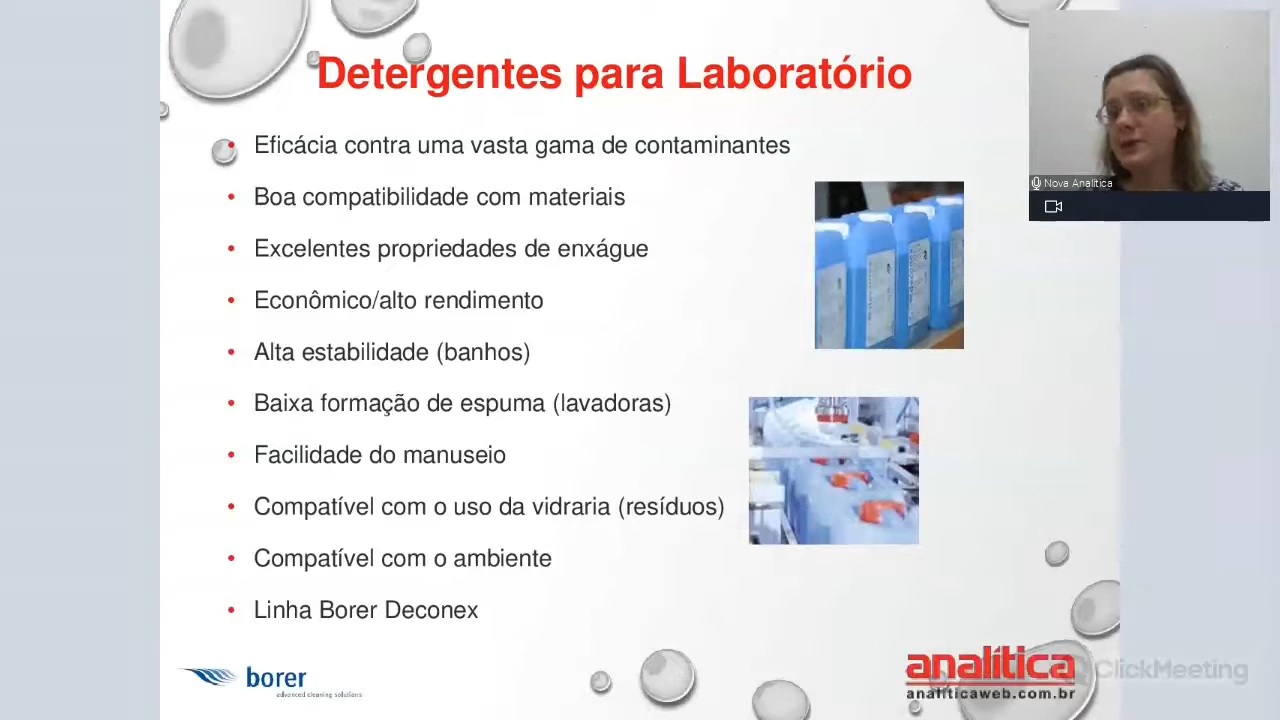 Detergentes para Laboratório
• Eficácia contra uma vasta gama de contaminantes
• Boa compatibilidade com materiais
• Excelentes propriedades de enxágue
• Econômico/alto rendimento
• Alta estabilidade (banhos)
• Baixa formação de espuma (lavadoras)
• Facilidade do manuseio
• Compatível com o uso da vidraria (resíduos)
• Compatível com o ambiente
• Linha Borer Deconex
Nova Analítica
borer
advanced cleaning solutions
analítica
analiticaweb.com.br
ClickMeeting